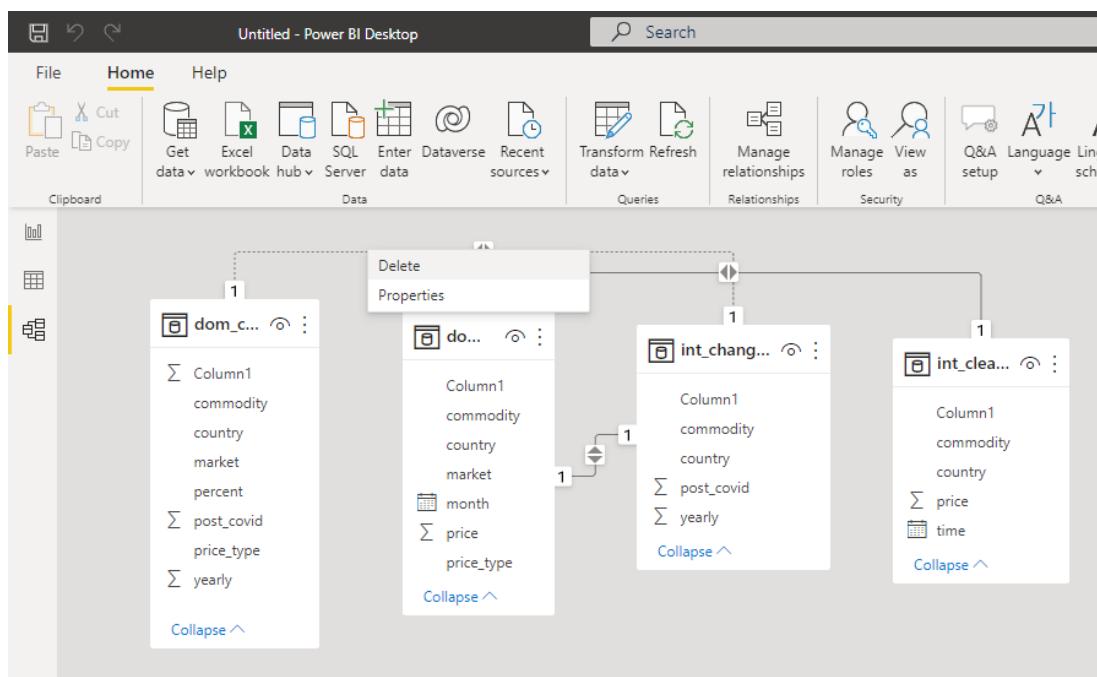 Untitled - Power BI Desktop
Search
File Home Help
Paste
Cut
Copy
Get data
Excel workbook
Data hub
SQL Server
Enter data
Dataverse
Recent sources
Transform data
Refresh
Manage relationships
Manage roles
View as
Q&A setup
Language
Clipboard
Data
Queries
Relationships
Security
Q&A
Delete
Properties
1
dom_c...
Column1
commodity
country
market
percent
post_covid
price_type
yearly
Collapse
do...
Column1
commodity
country
market
month
price
price_type
Collapse
1
1
1
int_chang...
Column1
commodity
country
post_covid
yearly
Collapse
1
int_clea...
Column1
commodity
country
price
time
Collapse